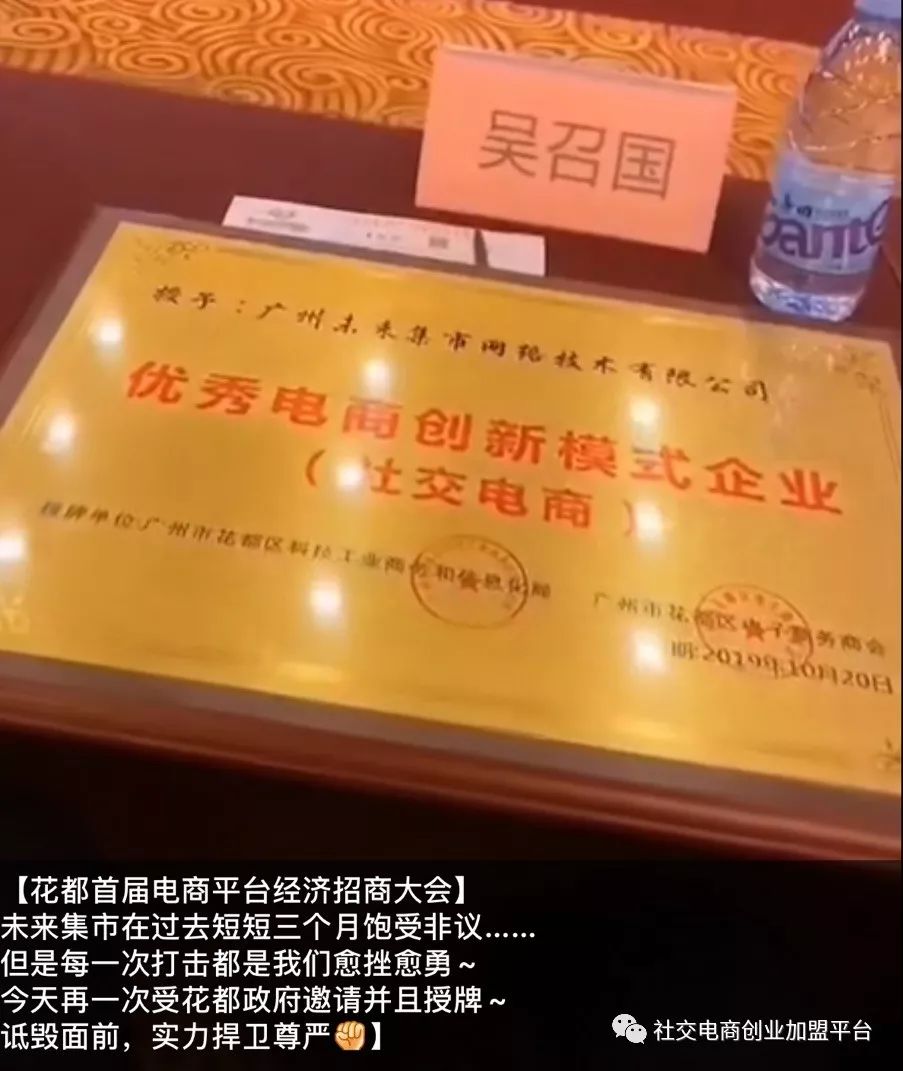 吴召国
授予：广州未来集市网络技术有限公司
优秀电商创新模式企业
（社交电商）
授牌单位:广州市花都区科技工业商务和信息化局
广州市花都区电子商务商会
期:2019年10月20日
【花都首届电商平台经济招商大会】
未来集市在过去短短三个月饱受非议......
但是每一次打击都是我们愈挫愈勇～
今天再一次受花都政府邀请并且授牌～
诋毁面前，实力捍卫尊严✊】
社交电商创业加盟平台